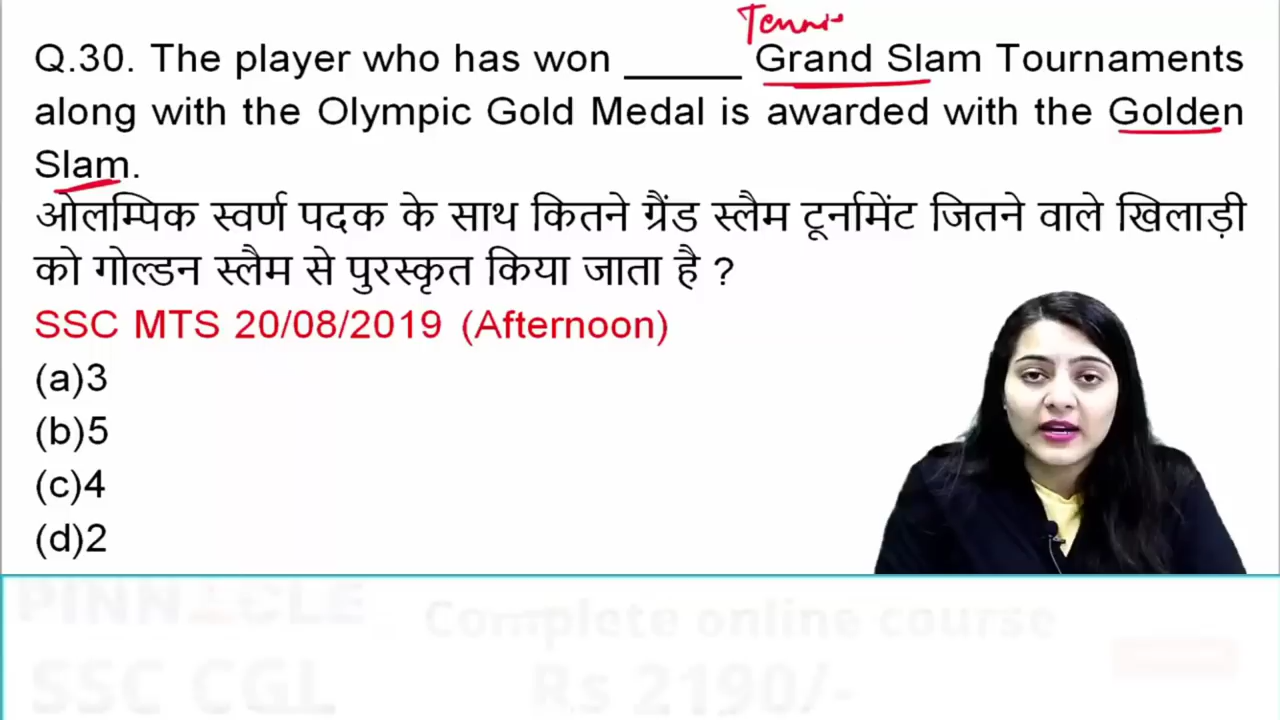 Tennis
Q.30. The player who has won ______ Grand Slam Tournaments
along with the Olympic Gold Medal is awarded with the Golden
Slam.
ओलम्पिक स्वर्ण पदक के साथ कितने ग्रैंड स्लैम टूर्नामेंट जितने वाले खिलाड़ी
को गोल्डन स्लैम से पुरस्कृत किया जाता है ?
SSC MTS 20/08/2019 (Afternoon)
(a)3
(b)5
(c)4
(d)2
PINNACLE
Complete online course
SSC CGL
Rs 2190/-